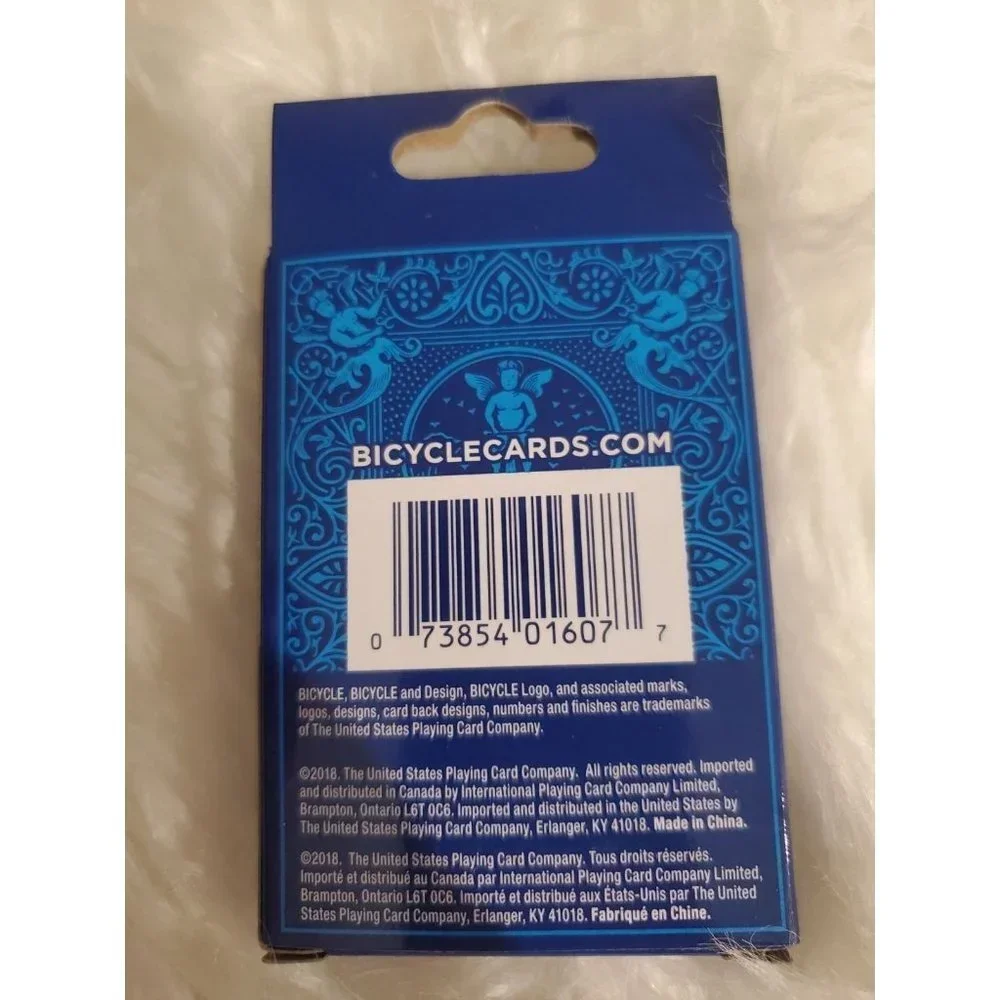 BICYCLECARDS.COM
0 73854 01607 7
BICYCLE, BICYCLE and Design, BICYCLE Logo, and associated marks,
logos, designs, card back designs, numbers and finishes are trademarks
of The United States Playing Card Company.
©2018. The United States Playing Card Company. All rights reserved. Imported
and distributed in Canada by International Playing Card Company Limited,
Brampton, Ontario L6T 0C6. Imported and distributed in the United States by
The United States Playing Card Company, Erlanger, KY 41018. Made in China.
©2018. The United States Playing Card Company. Tous droits réservés.
Importé et distribué au Canada par International Playing Card Company Limited,
Brampton, Ontario L6T 0C6. Importé et distribué aux États-Unis par The United
States Playing Card Company, Erlanger, KY 41018. Fabriqué en Chine.